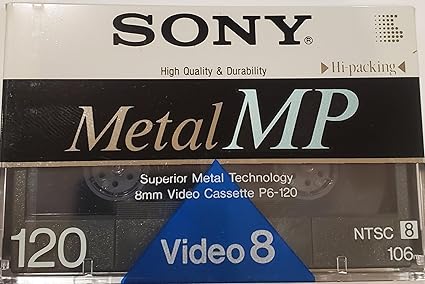 SONY®
High Quality & Durability
Hi-packing
Metal MP
Superior Metal Technology
8mm Video Cassette P6-120
120
Video 8
NTSC 8
106m